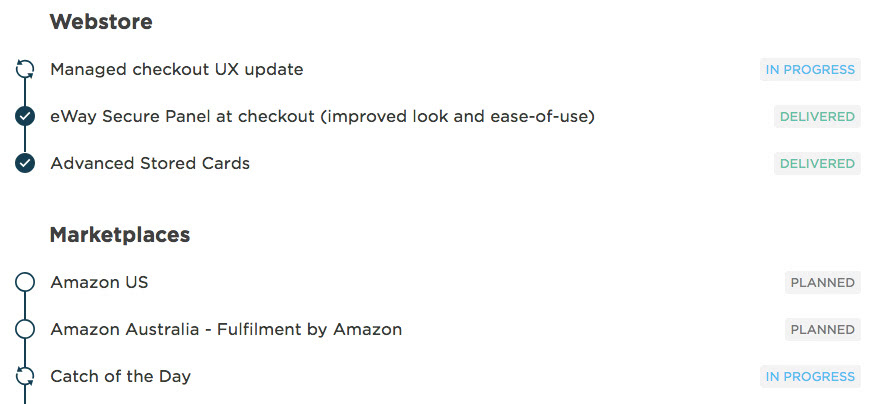 Webstore
Managed checkout UX update IN PROGRESS
eWay Secure Panel at checkout (improved look and ease-of-use) DELIVERED
Advanced Stored Cards DELIVERED
Marketplaces
Amazon US PLANNED
Amazon Australia - Fulfilment by Amazon PLANNED
Catch of the Day IN PROGRESS